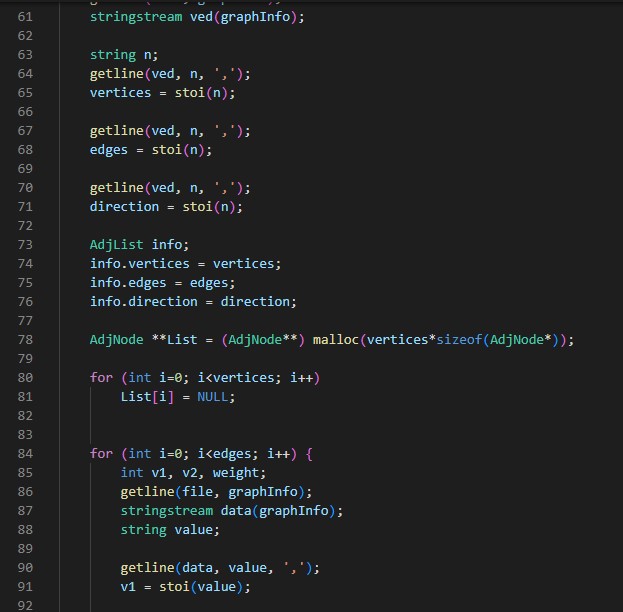 61 stringstream ved(graphInfo);
62
63 string n;
64 getline(ved, n, ',');
65 vertices = stoi(n);
66
67 getline(ved, n, ',');
68 edges = stoi(n);
69
70 getline(ved, n, ',');
71 direction = stoi(n);
72
73 AdjList info;
74 info.vertices = vertices;
75 info.edges = edges;
76 info.direction = direction;
77
78 AdjNode **List = (AdjNode**) malloc(vertices*sizeof(AdjNode*));
79
80 for (int i=0; i<vertices; i++)
81 List[i] = NULL;
82
83
84 for (int i=0; i<edges; i++) {
85 int v1, v2, weight;
86 getline(file, graphInfo);
87 stringstream data(graphInfo);
88 string value;
89
90 getline(data, value, ',');
91 v1 = stoi(value);
92